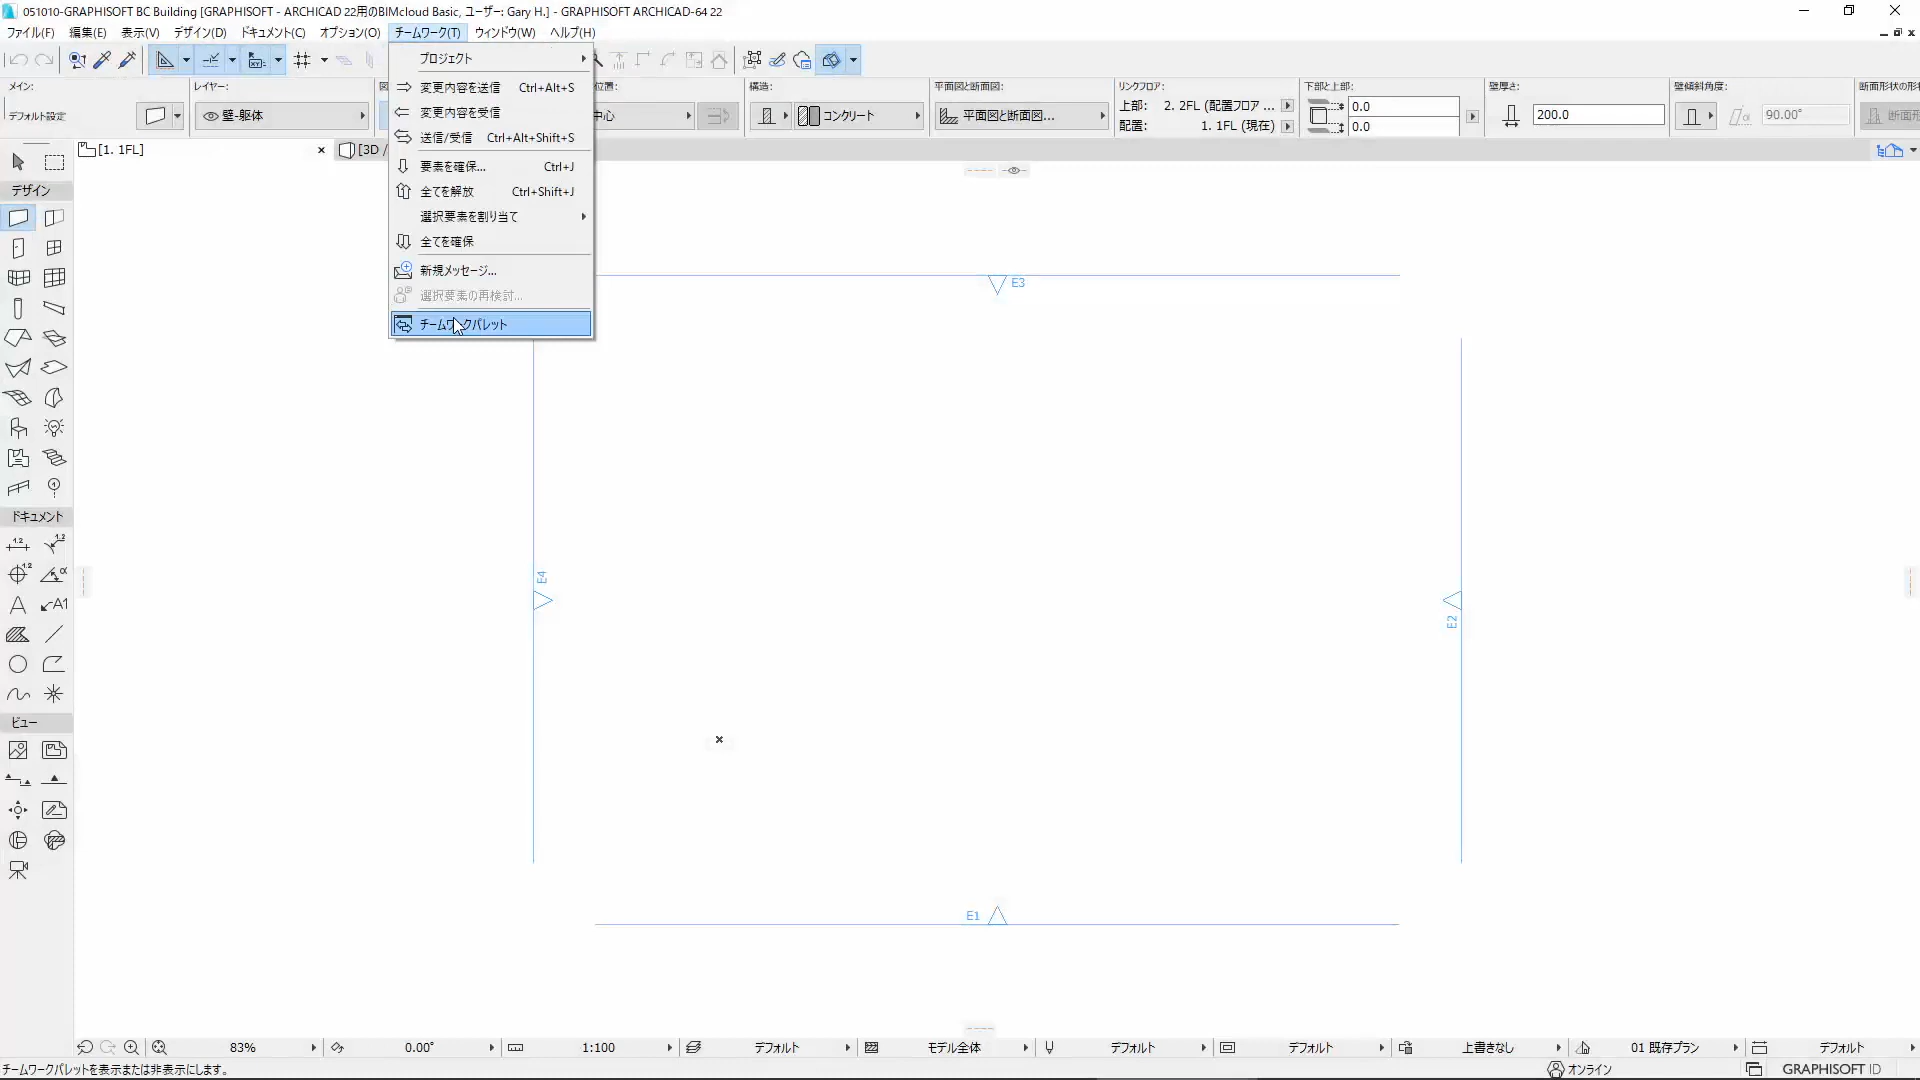 051010-GRAPHISOFT BC Building [GRAPHISOFT - ARCHICAD 22用のBIMcloud Basic, ユーザー: Gary H.] - GRAPHISOFT ARCHICAD-64 22
ファイル(F) 編集(E) 表示(V) デザイン(D) ドキュメント(C) オプション(O) チームワーク(T) ウィンドウ(W) ヘルプ(H)
プロジェクト
変更内容を送信 Ctrl+Alt+S
変更内容を受信
送信/受信 Ctrl+Alt+Shift+S
要素を確保... Ctrl+J
全てを解放 Ctrl+Shift+J
選択要素を割り当て
全てを確保
新規メッセージ...
選択要素の再検討...
チームワークパレット
メイン: レイヤー: 位置: 構造: 平面図と断面図: リンクフロア: 下部と上部: 壁厚さ: 壁傾斜角度:
デフォルト設定 壁-躯体 中心 コンクリート 平面図と断面図...
上部: 2. 2FL (配置フロア ... 0.0 200.0 90.00°
配置: 1. 1FL (現在) 0.0
[1. 1FL] [3D /
デザイン
ドキュメント
ビュー
E3
E4
E2
E1
83% 0.00° 1:100 デフォルト モデル全体 デフォルト デフォルト 上書きなし 01 既存プラン デフォルト
チームワークパレットを表示または非表示にします。 オンライン GRAPHISOFT ID